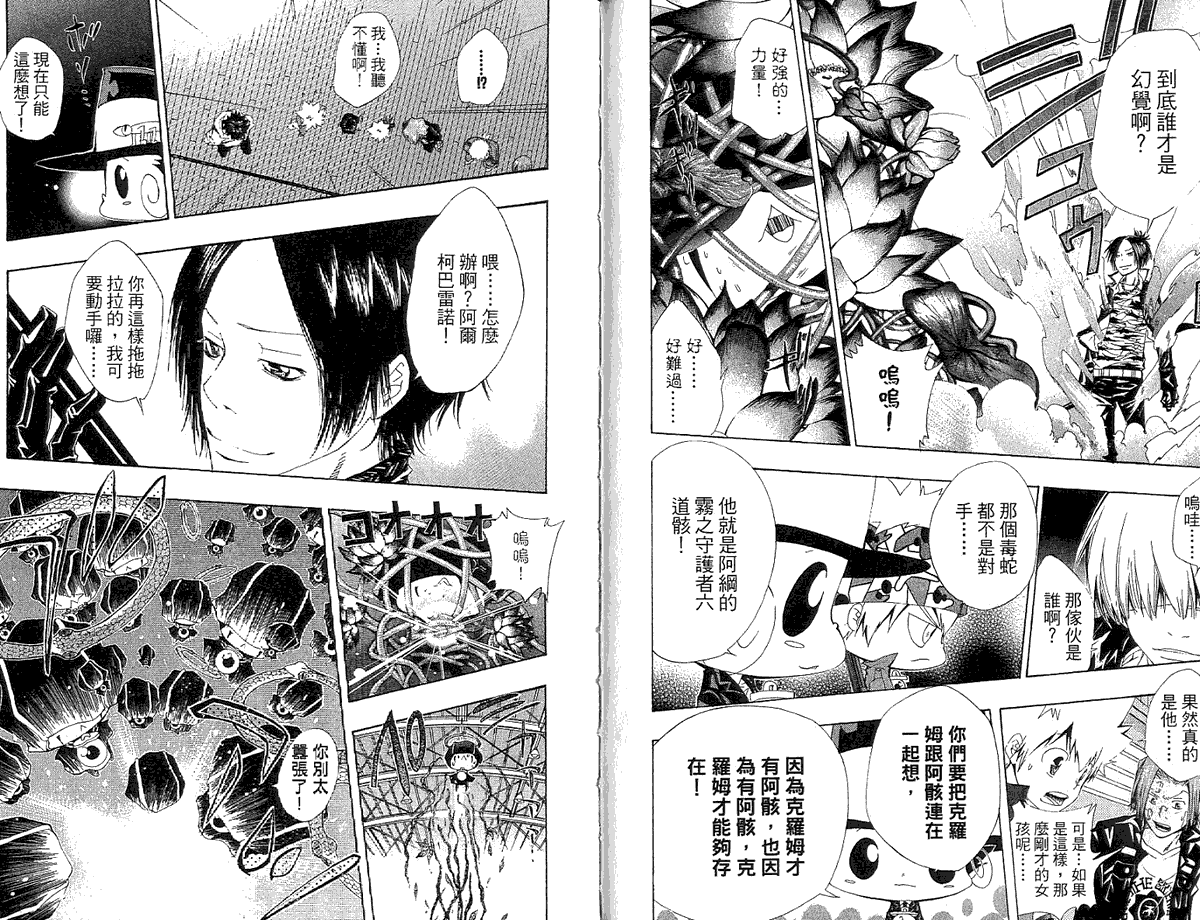 到底誰才是
幻覺啊？
好強的…
力量！
嗚嗚！
好……
好難過……
嗚哇…
那傢伙是
誰啊？
那個毒蛇
都不是對
手……
他就是阿綱的
霧之守護者六
道骸！
果然真的
是他……
可是…如果
是這樣，那
麼剛才的女
孩呢……
你們要把克羅
姆跟阿骸連在
一起想，
因為克羅姆才
有阿骸，也因
為有阿骸，克
羅姆才能夠存
在！
……!?
我…我聽
不懂啊！
現在只能
這麼想了！
喂……怎麼
辦啊？阿爾
柯巴雷諾！
你再這樣拖拖
拉拉的，我可
要動手囉……
嗚嗚！
你別太
囂張了！